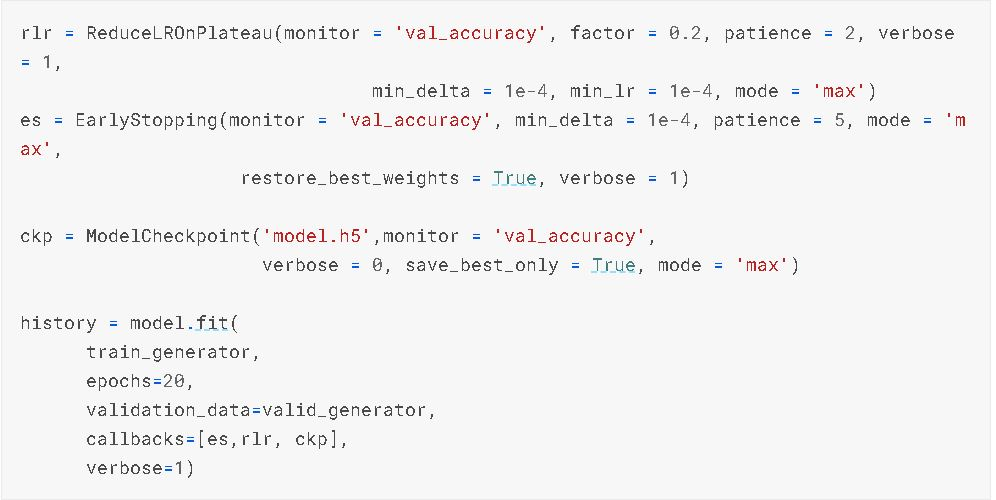 rlr = ReduceLROnPlateau(monitor = 'val_accuracy', factor = 0.2, patience = 2, verbose
= 1,
                                min_delta = 1e-4, min_lr = 1e-4, mode = 'max')
es = EarlyStopping(monitor = 'val_accuracy', min_delta = 1e-4, patience = 5, mode = 'm
ax',
                    restore_best_weights = True, verbose = 1)

ckp = ModelCheckpoint('model.h5',monitor = 'val_accuracy',
                      verbose = 0, save_best_only = True, mode = 'max')

history = model.fit(
      train_generator,
      epochs=20,
      validation_data=valid_generator,
      callbacks=[es,rlr, ckp],
      verbose=1)